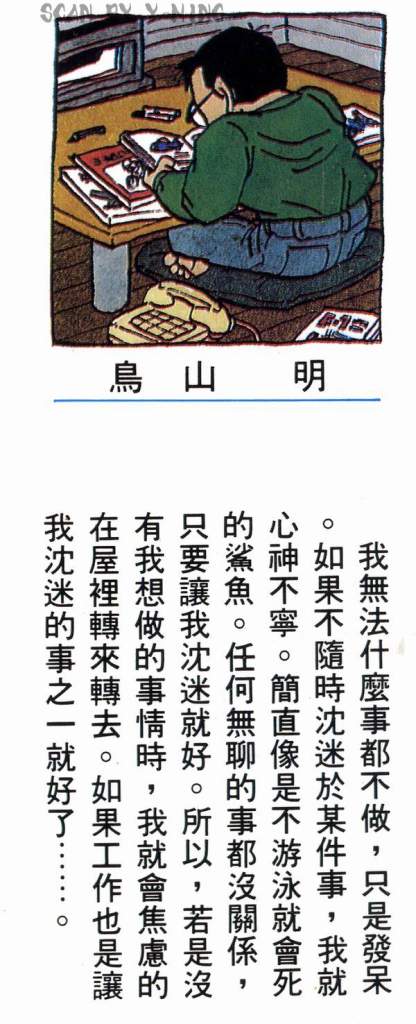 SCAN BY Y.NING
鳥山 明
我無法什麼事都不做，只是發呆
。如果不隨時沈迷於某件事，我就
心神不寧。簡直像是不游泳就會死
的鯊魚。任何無聊的事都沒關係，
只要讓我沈迷就好。所以，若是沒
有我想做的事情時，我就會焦慮的
在屋裡轉來轉去。如果工作也是讓
我沈迷的事之一就好了……。